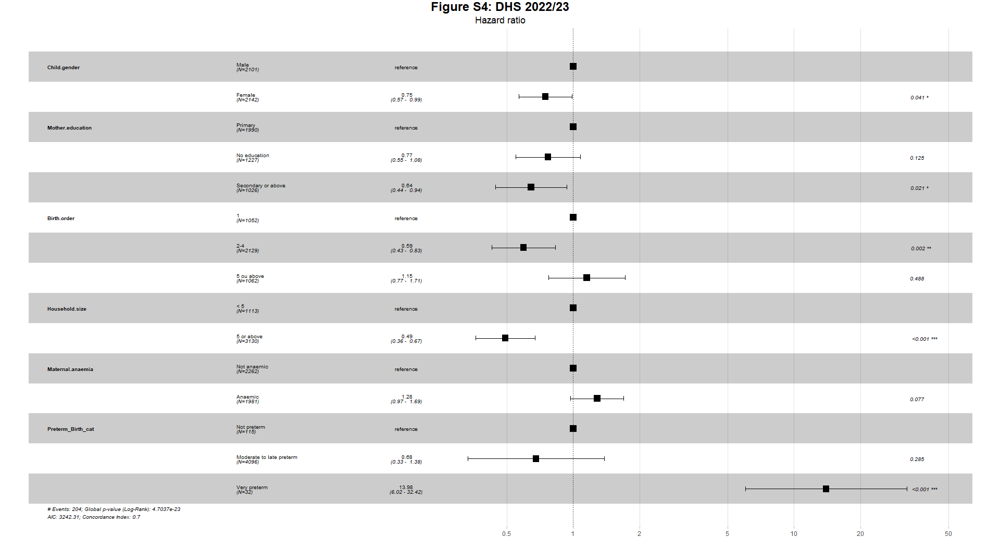 Figure S4: DHS 2022/23
Hazard ratio
Child.gender
Male
(N=2101)
reference
Female
(N=2142)
0.75
(0.57 - 0.99)
0.041 *
Mother.education
Primary
(N=1990)
reference
No education
(N=1227)
0.77
(0.55 - 1.08)
0.125
Secondary or above
(N=1026)
0.64
(0.44 - 0.94)
0.021 *
Birth.order
1
(N=1052)
reference
2-4
(N=2129)
0.59
(0.43 - 0.83)
0.002 **
5 ou above
(N=1062)
1.15
(0.77 - 1.71)
0.488
Household.size
< 5
(N=1113)
reference
5 or above
(N=3130)
0.49
(0.36 - 0.67)
<0.001 ***
Maternal.anaemia
Not anaemic
(N=2262)
reference
Anaemic
(N=1981)
1.28
(0.97 - 1.69)
0.077
Preterm_Birth_cat
Not preterm
(N=115)
reference
Moderate to late preterm
(N=4096)
0.68
(0.33 - 1.38)
0.285
Very preterm
(N=32)
13.98
(6.02 - 32.42)
<0.001 ***
# Events: 204; Global p-value (Log-Rank): 4.7037e-23
AIC: 3242.31; Concordance Index: 0.7
0.5 1 2 5 10 20 50